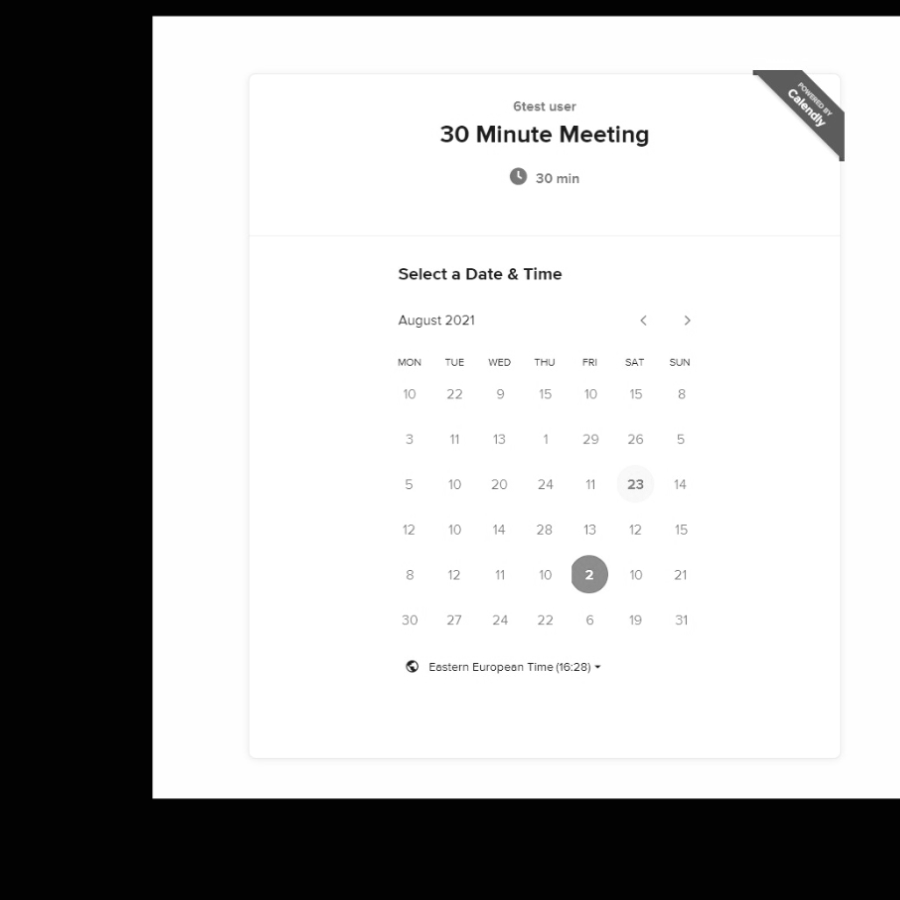 POWERED BY
Calendly
6test user
30 Minute Meeting
30 min
Select a Date & Time
August 2021
MON TUE WED THU FRI SAT SUN
10 22 9 15 10 15 8
3 11 13 1 29 26 5
5 10 20 24 11 23 14
12 10 14 28 13 12 15
8 12 11 10 2 10 21
30 27 24 22 6 19 31
Eastern European Time (16:28)